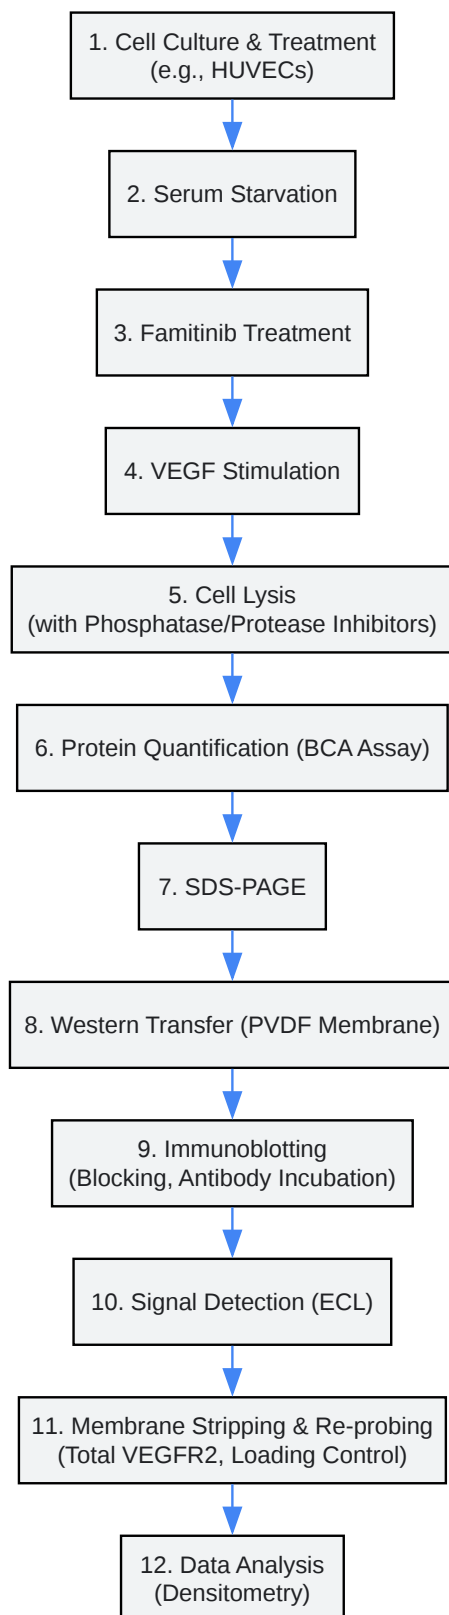 1. Cell Culture & Treatment
(e.g., HUVECs)
2. Serum Starvation
3. Famitinib Treatment
4. VEGF Stimulation
5. Cell Lysis
(with Phosphatase/Protease Inhibitors)
6. Protein Quantification (BCA Assay)
7. SDS-PAGE
8. Western Transfer (PVDF Membrane)
9. Immunoblotting
(Blocking, Antibody Incubation)
10. Signal Detection (ECL)
11. Membrane Stripping & Re-probing
(Total VEGFR2, Loading Control)
12. Data Analysis
(Densitometry)